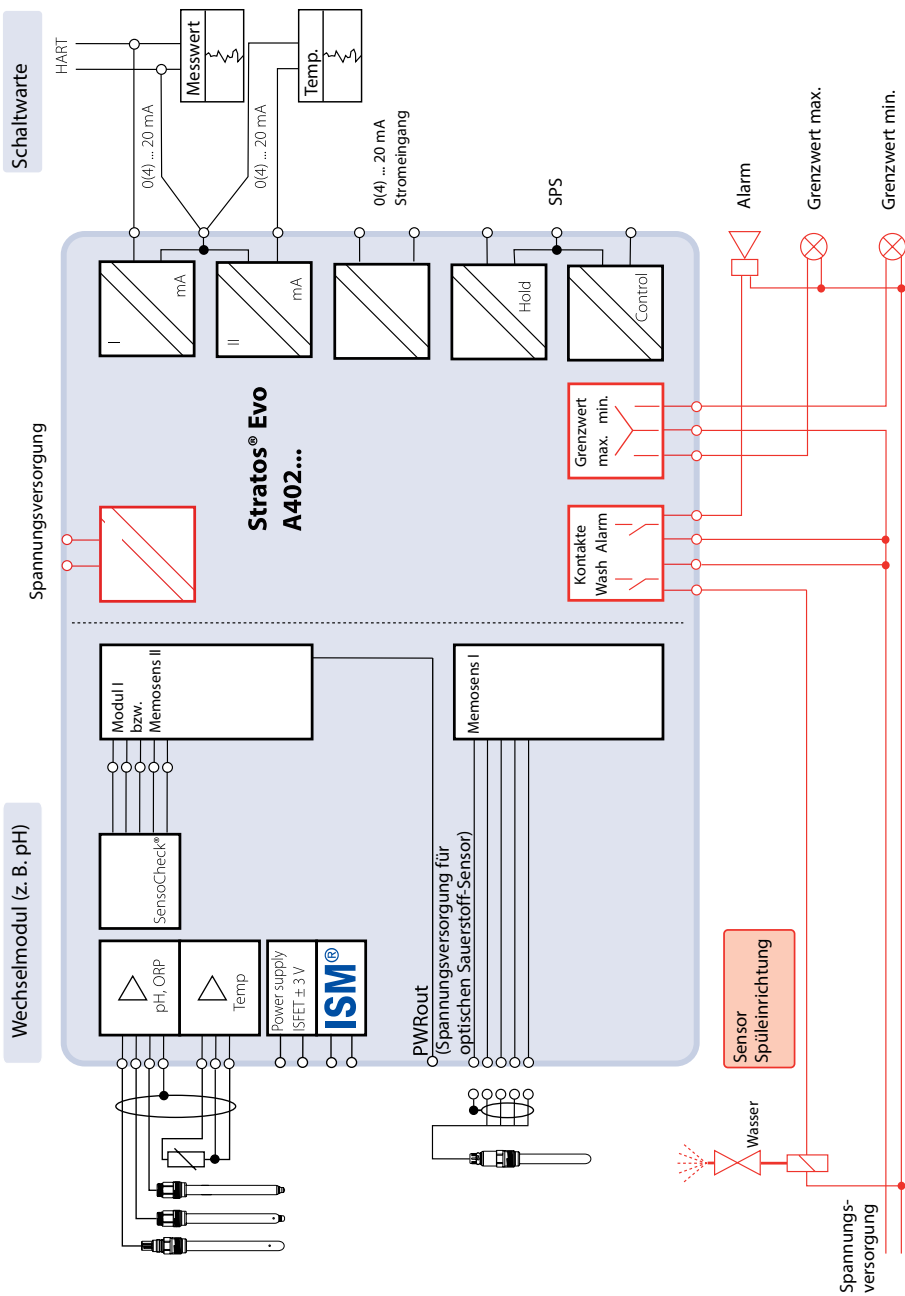 Wechselmodul (z. B. pH)
Schaltwarte
Spannungsversorgung
HART
Messwert
Temp.
0(4) ... 20 mA
0(4) ... 20 mA
0(4) ... 20 mA
Stromeingang
SPS
Alarm
Grenzwert max.
Grenzwert min.
I
mA
II
mA
Hold
Control
Stratos® Evo
A402...
Grenzwert
max. min.
Kontakte
Wash Alarm
Modul I
bzw.
Memosens II
Memosens I
SensoCheck®
pH, ORP
Temp
Power supply
ISFET ± 3 V
ISM®
PWRout
(Spannungsversorgung für
optischen Sauerstoff-Sensor)
Sensor
Spüleinrichtung
Wasser
Spannungs-
versorgung